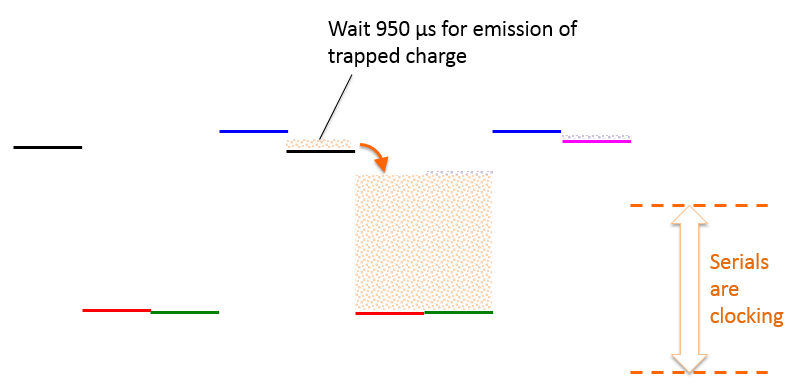 Wait 950 µs for emission of
trapped charge
Serials
are
clocking